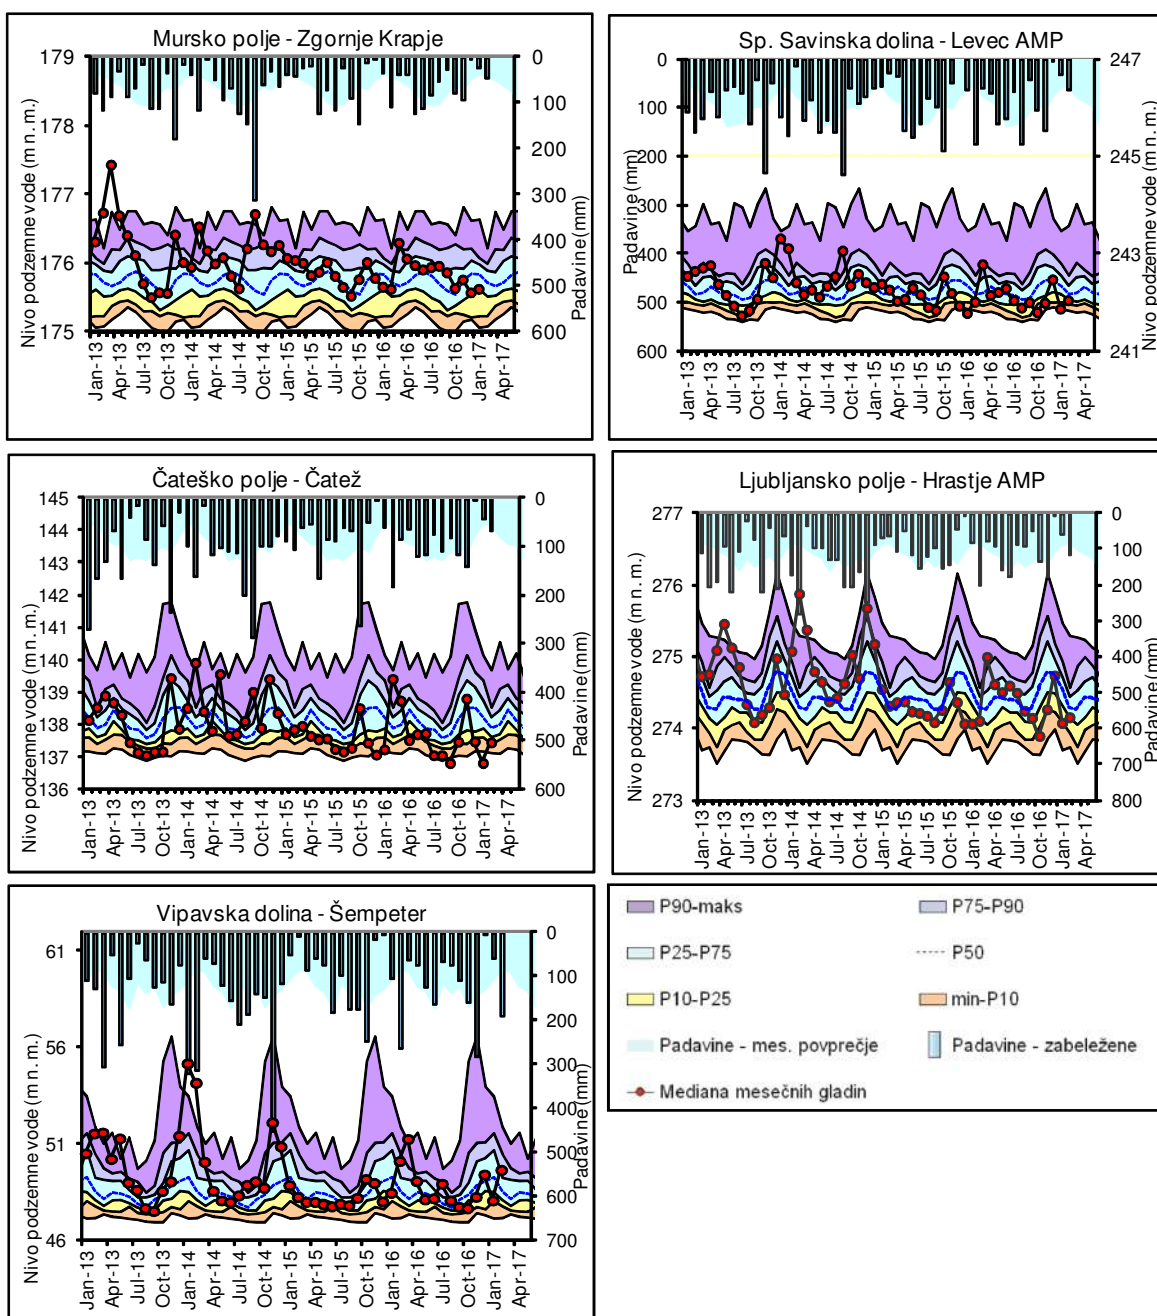 Mursko polje - Zgornje Krapje
179
178
177
176
175
Nivo podzemne vode (m n. m.)
0
100
200
300
400
500
600
Padavine (mm)
Jan-13
Apr-13
Jul-13
Oct-13
Jan-14
Apr-14
Jul-14
Oct-14
Jan-15
Apr-15
Jul-15
Oct-15
Jan-16
Apr-16
Jul-16
Oct-16
Jan-17
Apr-17
Sp. Savinska dolina - Levec AMP
0
100
200
300
400
500
600
Padavine (mm)
247
245
243
241
Nivo podzemne vode (m n. m.)
Jan-13
Apr-13
Jul-13
Oct-13
Jan-14
Apr-14
Jul-14
Oct-14
Jan-15
Apr-15
Jul-15
Oct-15
Jan-16
Apr-16
Jul-16
Oct-16
Jan-17
Apr-17
Čateško polje - Čatež
145
144
143
142
141
140
139
138
137
136
Nivo podzemne vode (m n. m.)
0
100
200
300
400
500
600
Padavine (mm)
Jan-13
Apr-13
Jul-13
Oct-13
Jan-14
Apr-14
Jul-14
Oct-14
Jan-15
Apr-15
Jul-15
Oct-15
Jan-16
Apr-16
Jul-16
Oct-16
Jan-17
Apr-17
Ljubljansko polje - Hrastje AMP
277
276
275
274
273
Nivo podzemne vode (m n. m.)
0
100
200
300
400
500
600
700
800
Padavine (mm)
Jan-13
Apr-13
Jul-13
Oct-13
Jan-14
Apr-14
Jul-14
Oct-14
Jan-15
Apr-15
Jul-15
Oct-15
Jan-16
Apr-16
Jul-16
Oct-16
Jan-17
Apr-17
Vipavska dolina - Šempeter
61
56
51
46
Nivo podzemne vode (m n. m.)
0
100
200
300
400
500
600
700
Padavine (mm)
Jan-13
Apr-13
Jul-13
Oct-13
Jan-14
Apr-14
Jul-14
Oct-14
Jan-15
Apr-15
Jul-15
Oct-15
Jan-16
Apr-16
Jul-16
Oct-16
Jan-17
Apr-17
P90-maks
P75-P90
P25-P75
P50
P10-P25
min-P10
Padavine - mes. povprečje
Padavine - zabeležene
Mediana mesečnih gladin